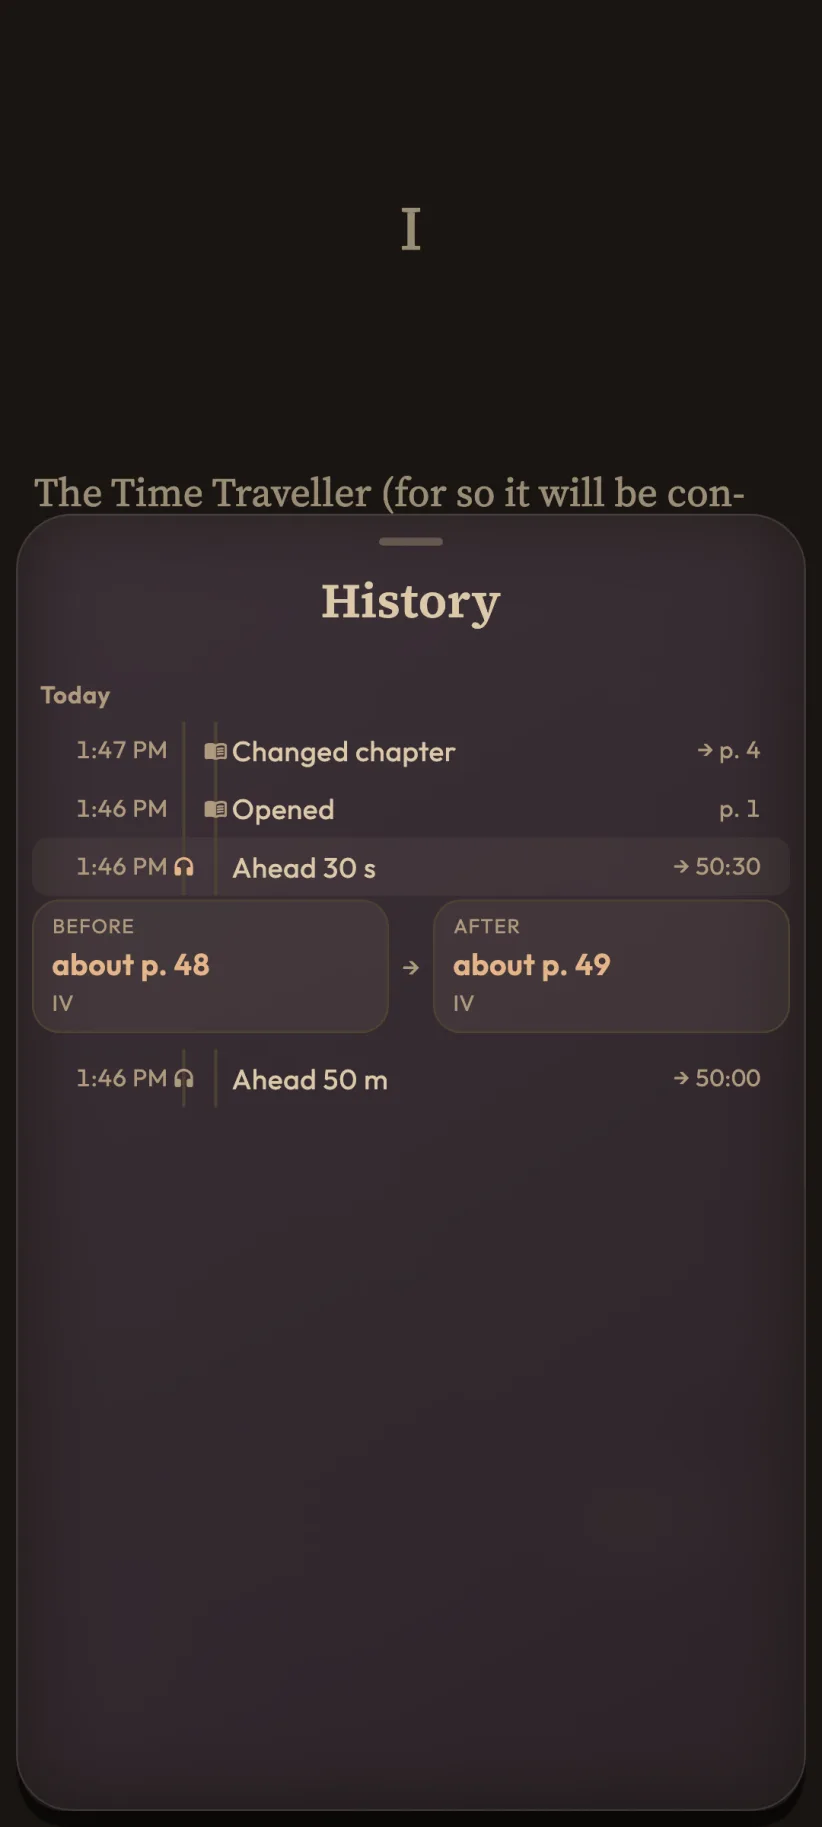 I
The Time Traveller (for so it will be con-
History
Today
1:47 PM Changed chapter → p. 4
1:46 PM Opened p. 1
1:46 PM Ahead 30 s → 50:30
BEFORE AFTER
about p. 48 → about p. 49
IV IV
1:46 PM Ahead 50 m → 50:00